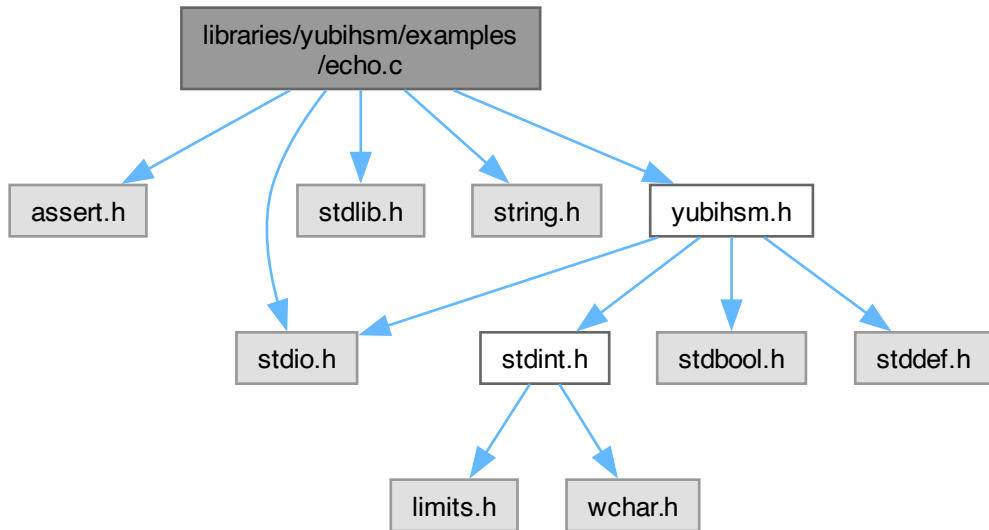 libraries/yubihsm/examples
/echo.c
assert.h
stdlib.h
string.h
yubihsm.h
stdio.h
stdint.h
stdbool.h
stddef.h
limits.h
wchar.h